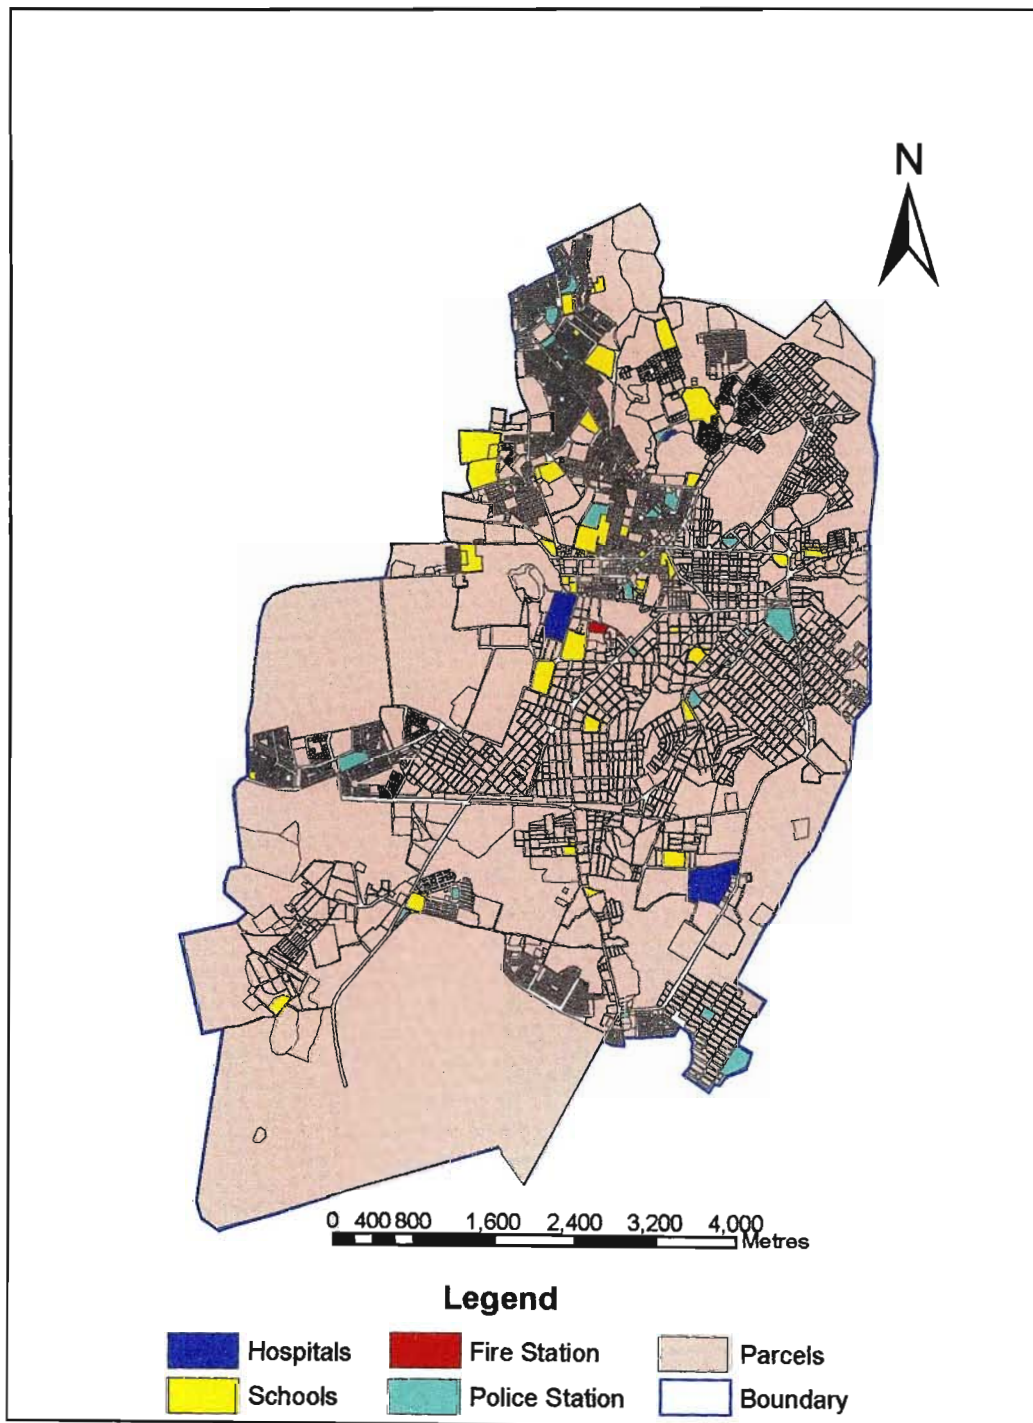 N
0 400 800 1,600 2,400 3,200 4,000
Metres
Legend
Hospitals Fire Station Parcels
Schools Police Station Boundary